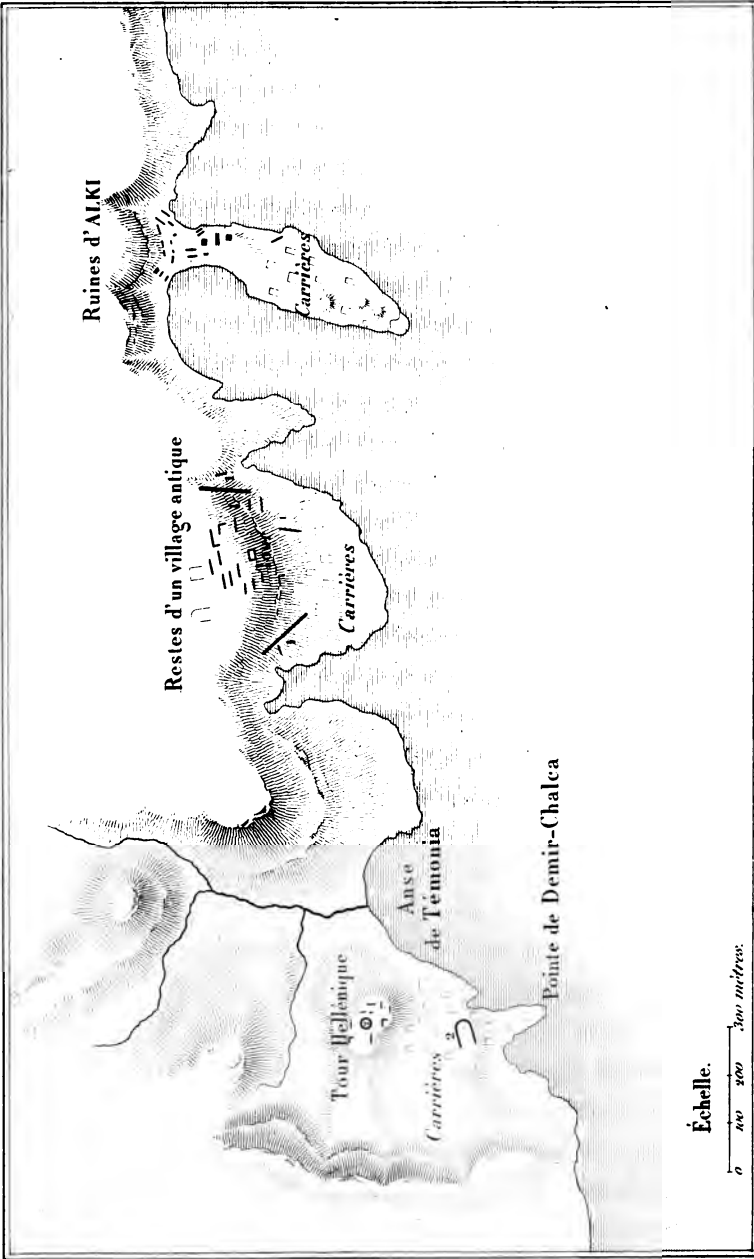 Ruines d'ALKI
Carrières
Restes d'un village antique
Carrières
Anse
de Témonia
Tour Hellénique
Carrières
2
Pointe de Demir-Chalca
Échelle.
0 100 200 300 mètres.